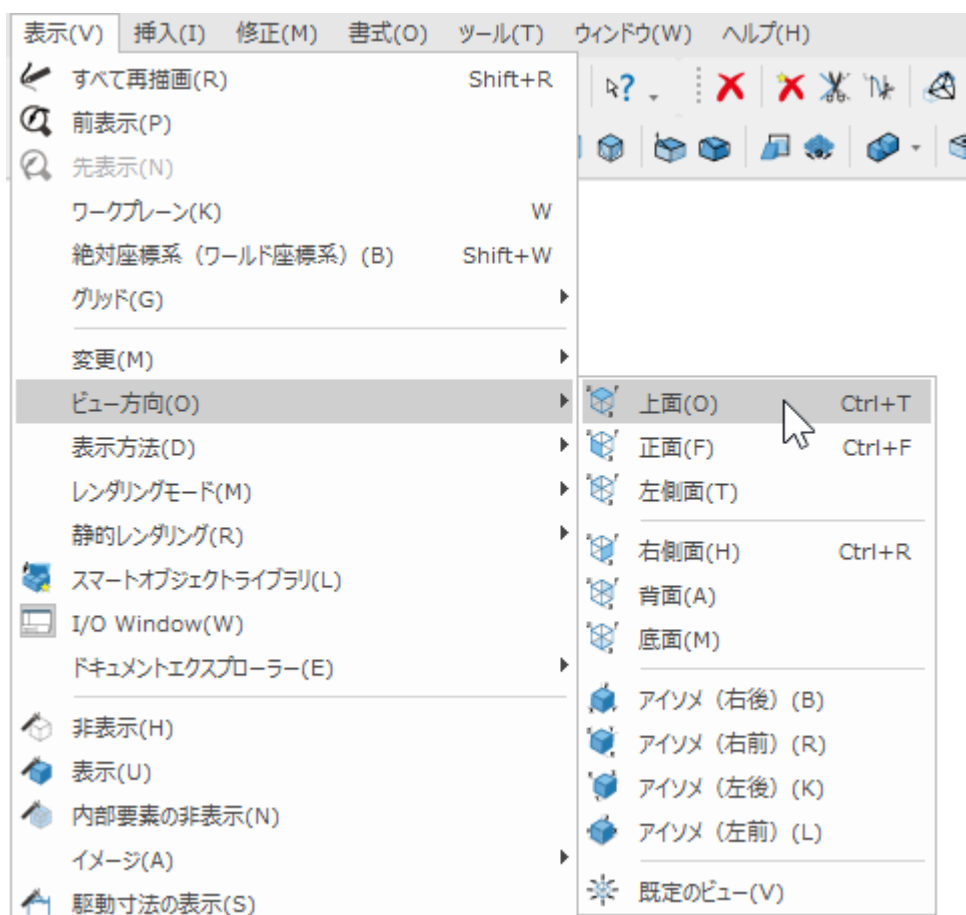 表示(V) 挿入(I) 修正(M) 書式(O) ツール(T) ウィンドウ(W) ヘルプ(H)
すべて再描画(R) Shift+R
前表示(P)
先表示(N)
ワークプレーン(K) W
絶対座標系（ワールド座標系）(B) Shift+W
グリッド(G)
変更(M)
ビュー方向(O)
表示方法(D)
レンダリングモード(M)
静的レンダリング(R)
スマートオブジェクトライブラリ(L)
I/O Window(W)
ドキュメントエクスプローラー(E)
非表示(H)
表示(U)
内部要素の非表示(N)
イメージ(A)
駆動寸法の表示(S)
上面(O) Ctrl+T
正面(F) Ctrl+F
左側面(T)
右側面(H) Ctrl+R
背面(A)
底面(M)
アイソメ（右後）(B)
アイソメ（右前）(R)
アイソメ（左後）(K)
アイソメ（左前）(L)
既定のビュー(V)